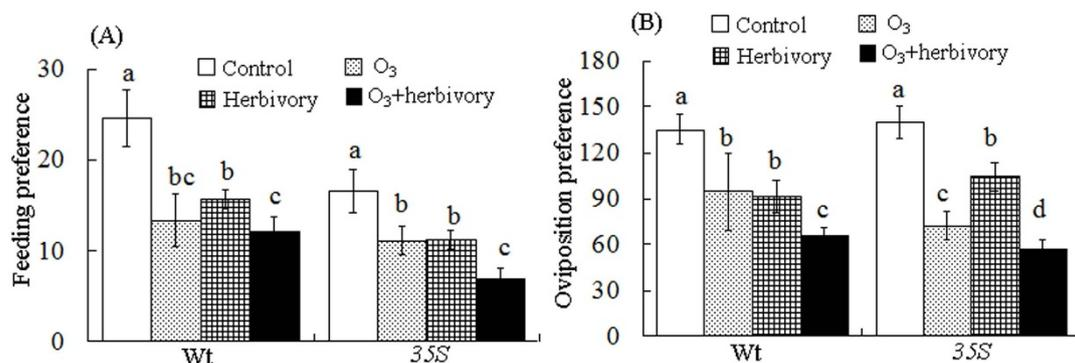 (A)
Control
O3
Herbivory
O3+herbivory
Feeding preference
30
20
10
0
a
bc
b
c
a
b
b
c
Wt
35S
(B)
Control
O3
Herbivory
O3+herbivory
Oviposition preference
180
150
120
90
60
30
0
a
b
b
c
a
c
b
d
Wt
35S